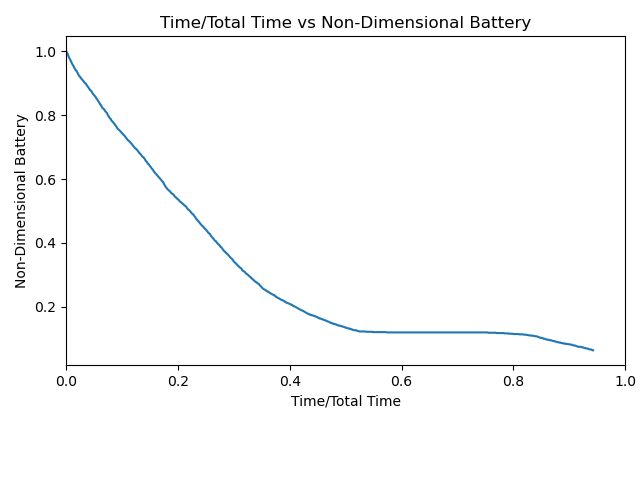 Time/Total Time vs Non-Dimensional Battery
1.0
0.8
0.6
0.4
0.2
Non-Dimensional Battery
0.0 0.2 0.4 0.6 0.8 1.0
Time/Total Time